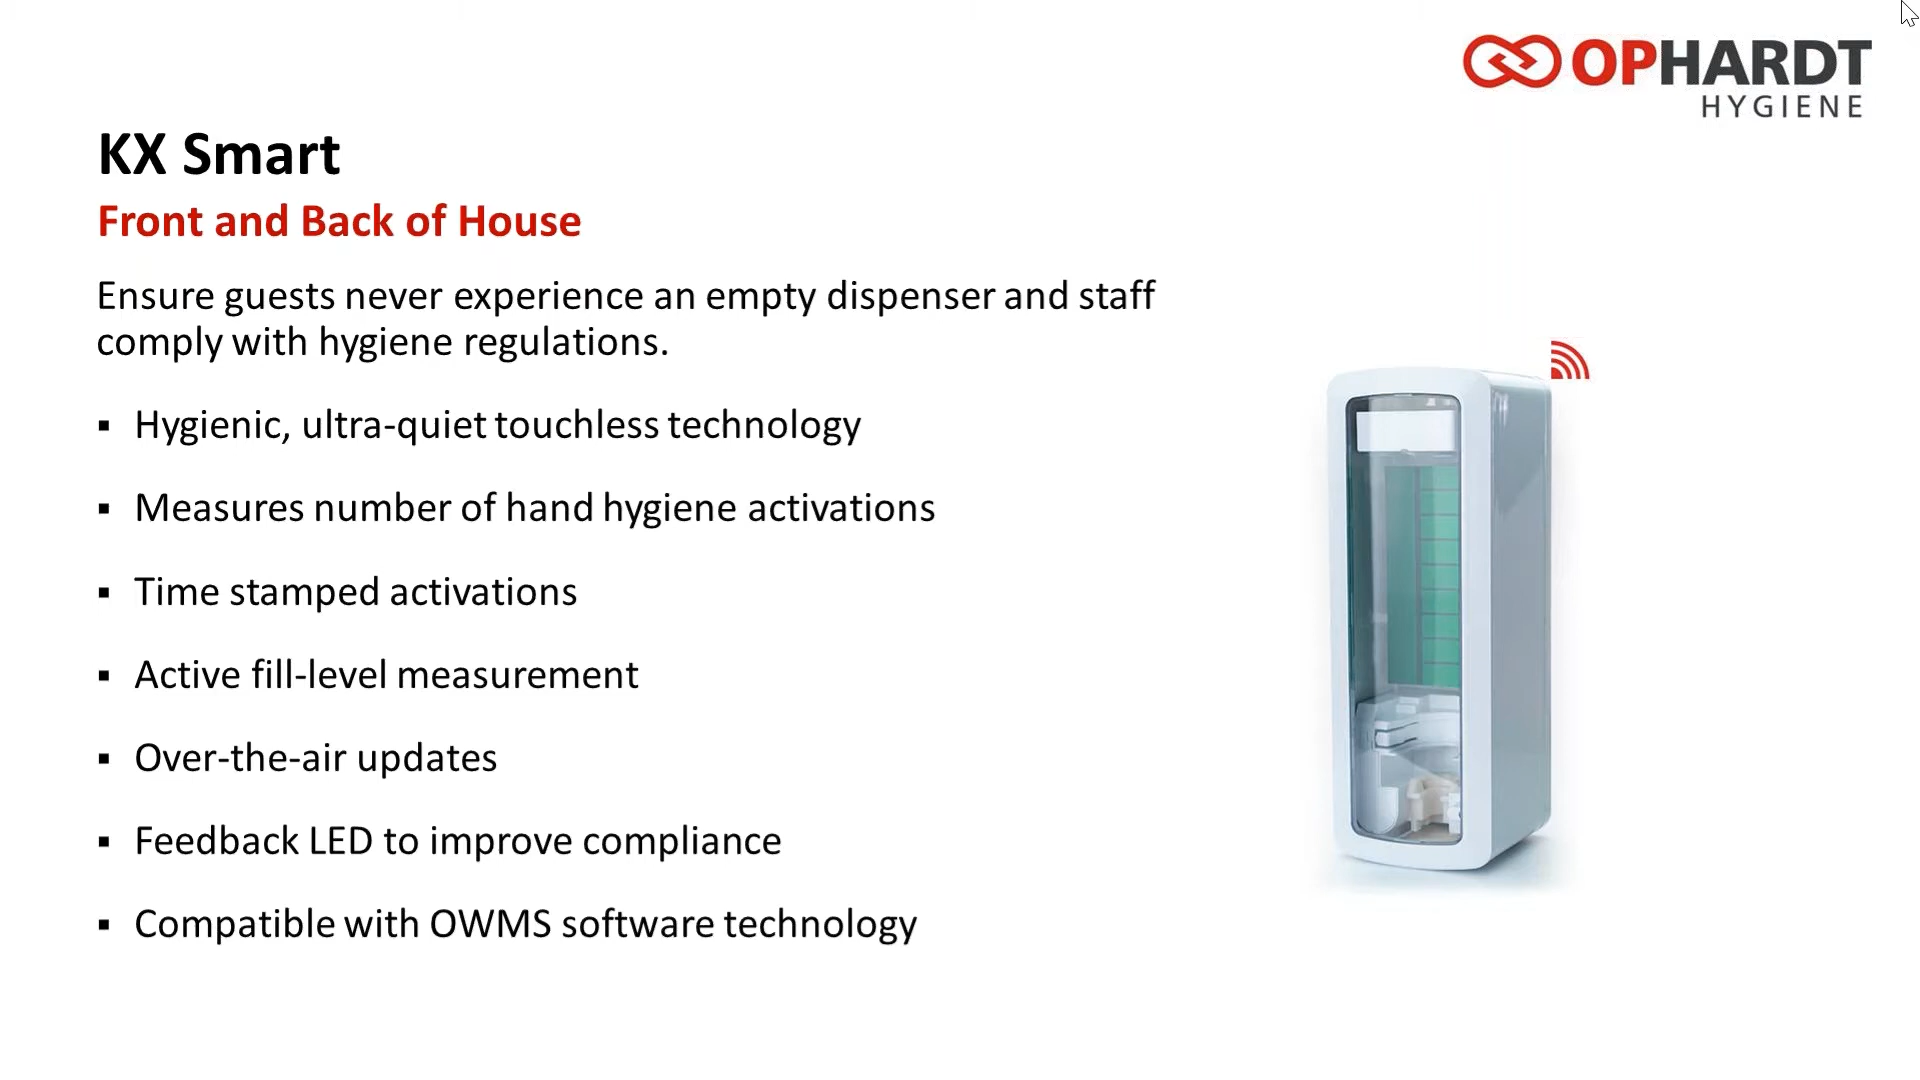 OPHARDT
HYGIENE
KX Smart
Front and Back of House
Ensure guests never experience an empty dispenser and staff
comply with hygiene regulations.
▪ Hygienic, ultra-quiet touchless technology
▪ Measures number of hand hygiene activations
▪ Time stamped activations
▪ Active fill-level measurement
▪ Over-the-air updates
▪ Feedback LED to improve compliance
▪ Compatible with OWMS software technology